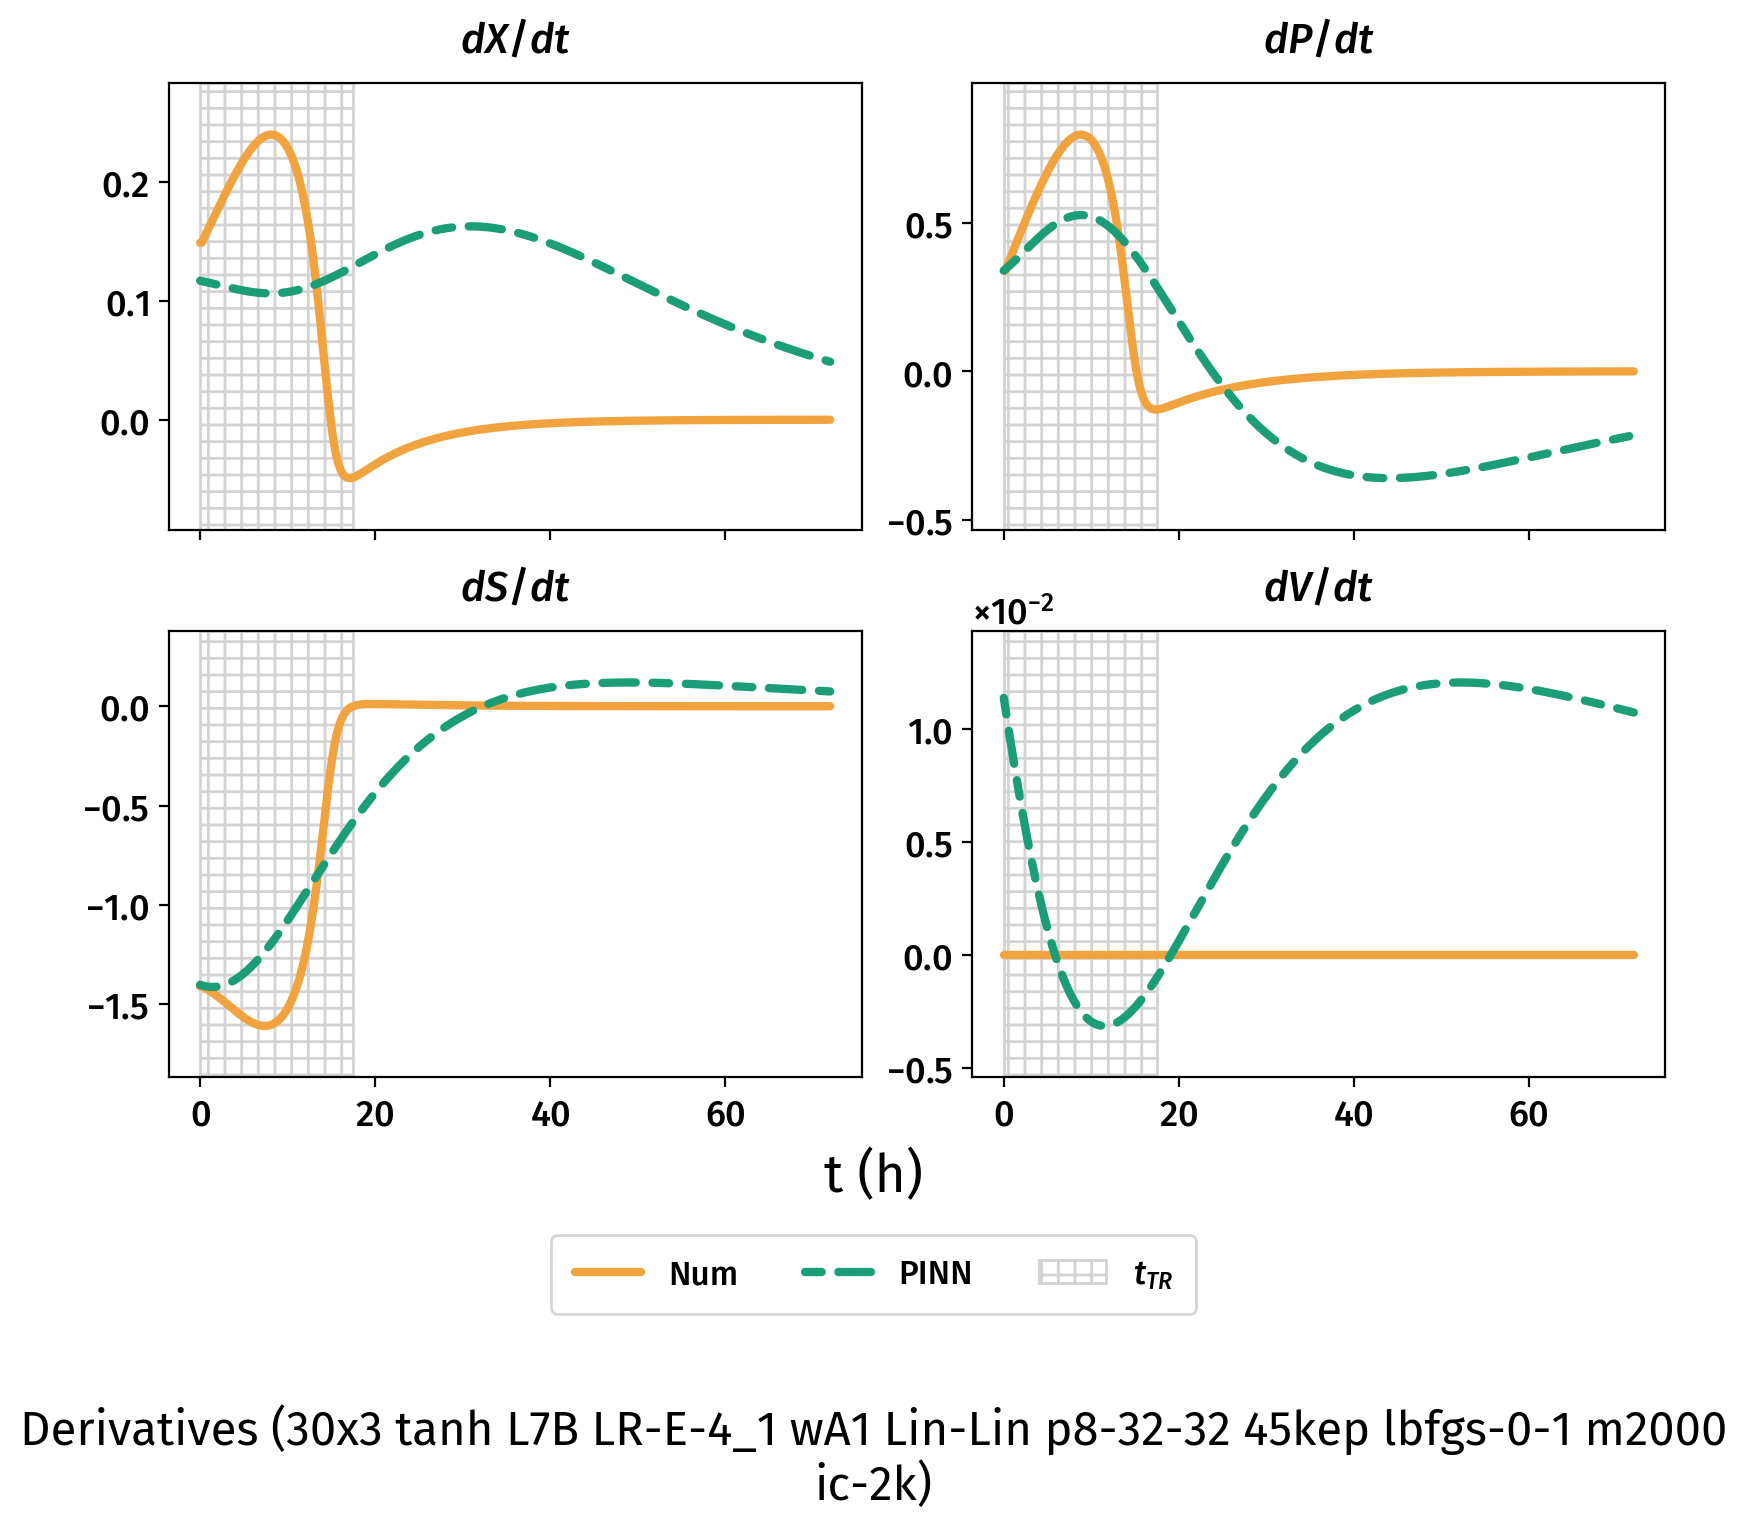 dX/dt
dP/dt
0.2
0.1
0.0
0.5
0.0
−0.5
dS/dt
dV/dt
×10⁻²
0.0
−0.5
−1.0
−1.5
1.0
0.5
0.0
−0.5
0 20 40 60
0 20 40 60
t (h)
Num PINN t_TR
Derivatives (30x3 tanh L7B LR-E-4_1 wA1 Lin-Lin p8-32-32 45kep lbfgs-0-1 m2000
ic-2k)